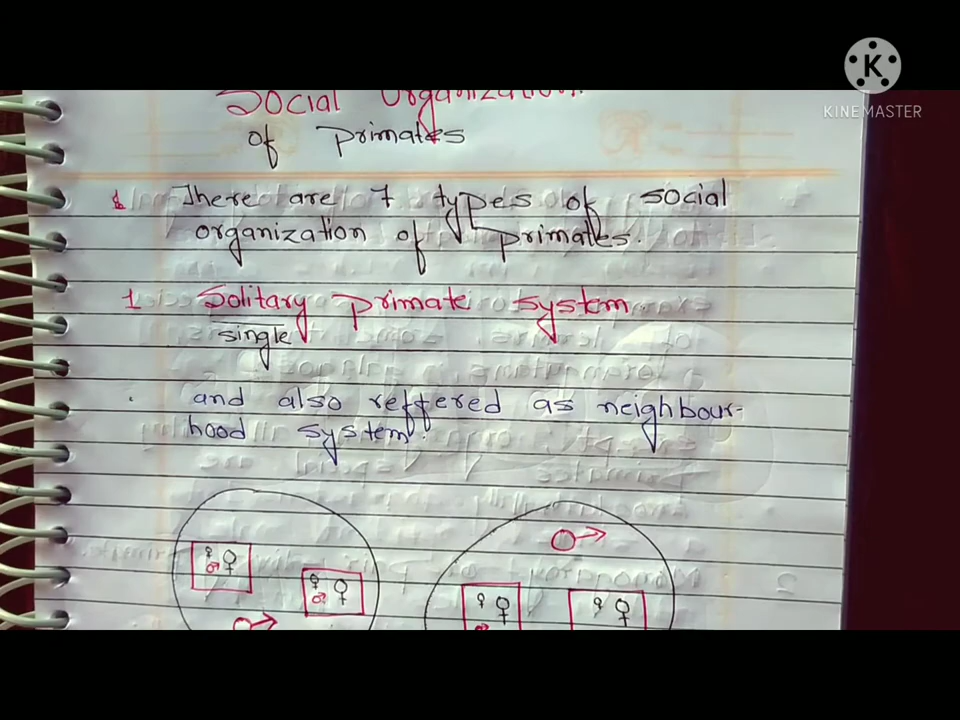 K
KINEMASTER
Social Organization
of primates
There are 7 types of social
organization of primates.
1 Solitary primate system
single
and also reffered as neighbour-
hood system.